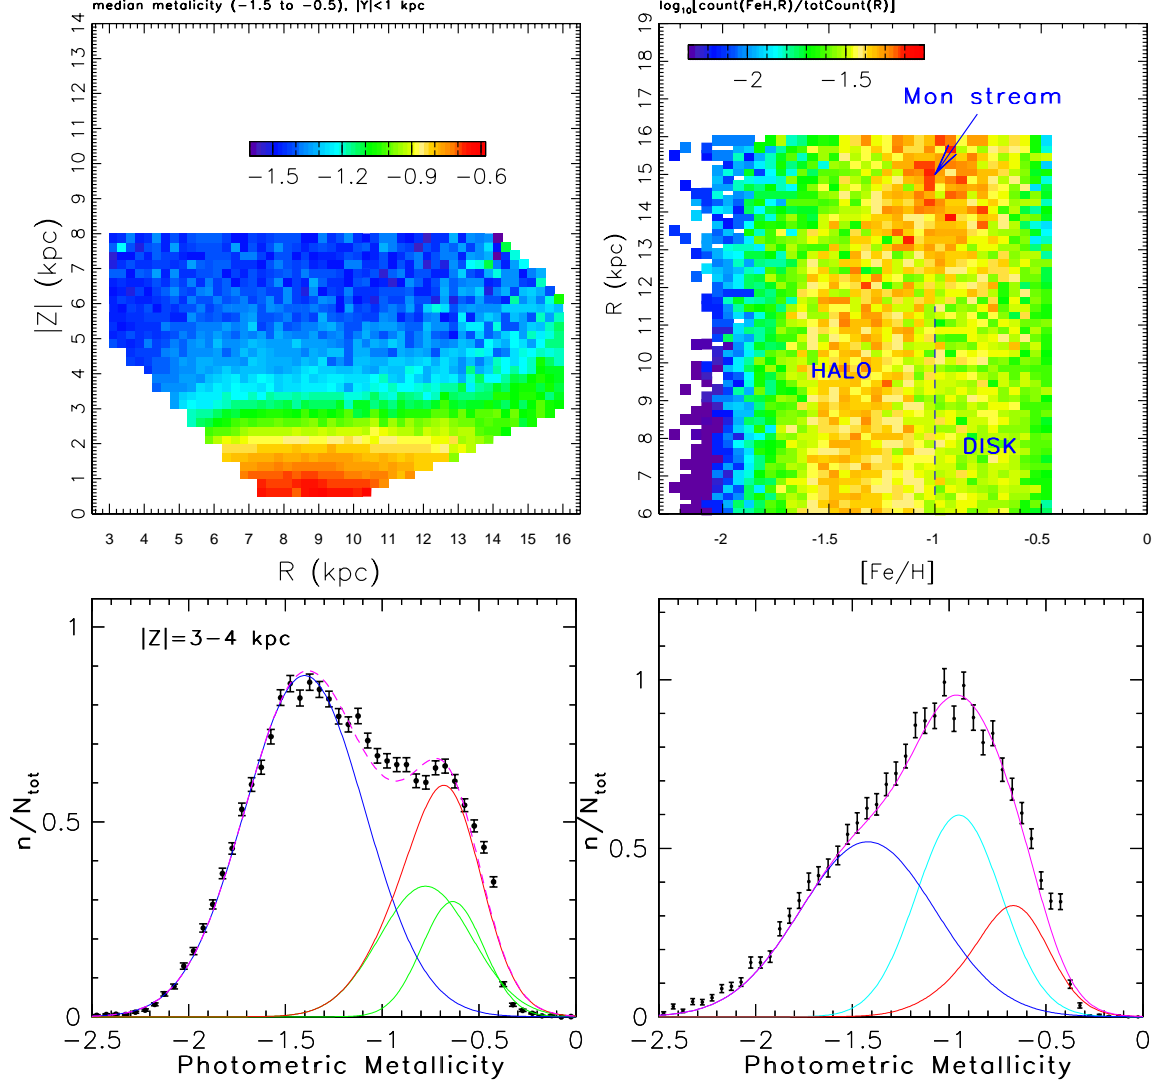 median metalicity (−1.5 to −0.5), |Y|<1 kpc
14
13
12
11
10
9
8
7
6
5
4
3
2
1
0
|Z| (kpc)
−1.5 −1.2 −0.9 −0.6
3 4 5 6 7 8 9 10 11 12 13 14 15 16
R (kpc)
log₁₀[count(FeH,R)/totCount(R)]
19
18
17
16
15
14
13
12
11
10
9
8
7
6
R (kpc)
−2 −1.5
Mon stream
HALO
DISK
-2 -1.5 -1 -0.5 0
[Fe/H]
|Z|=3−4 kpc
1
0.5
0
n/Ntot
−2.5 −2 −1.5 −1 −0.5 0
Photometric Metallicity
1
0.5
0
n/Ntot
−2.5 −2 −1.5 −1 −0.5 0
Photometric Metallicity